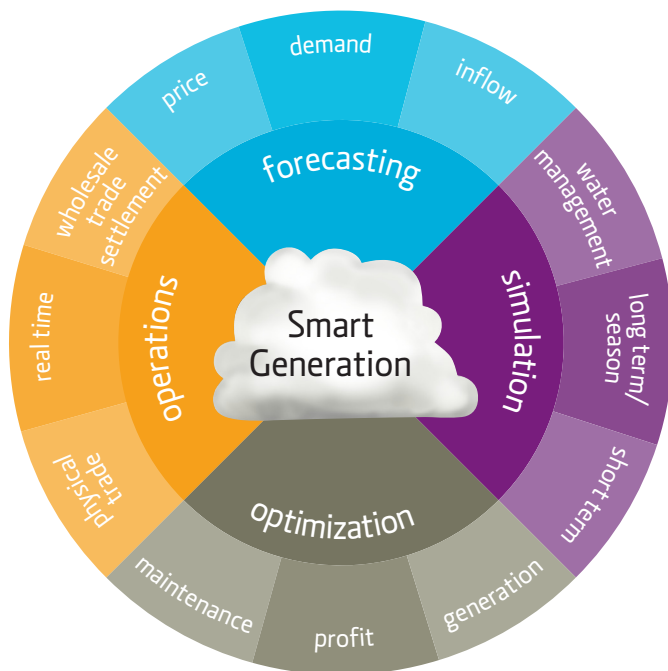 demand
inflow
price
forecasting
water
management
long term/
season
short term
simulation
generation
profit
maintenance
optimization
physical
trade
real time
wholesale
trade
settlement
operations
Smart
Generation